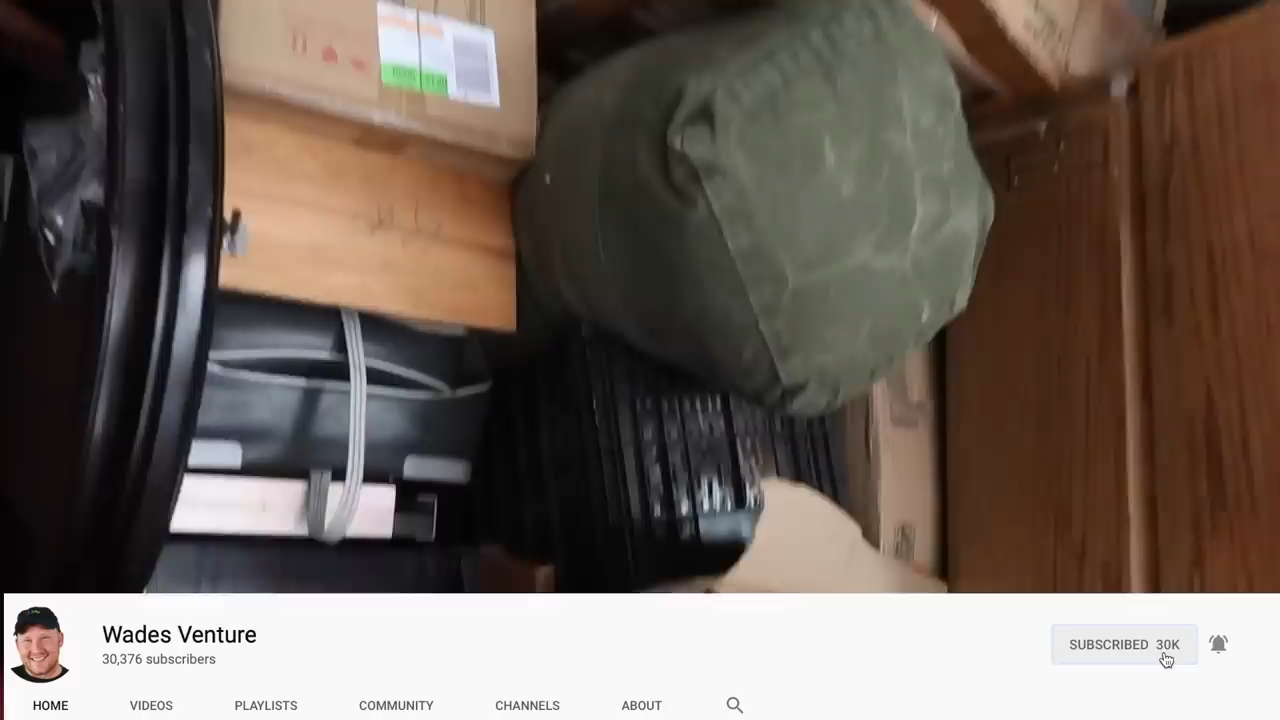 Wades Venture
30,376 subscribers
SUBSCRIBED 30K
HOME VIDEOS PLAYLISTS COMMUNITY CHANNELS ABOUT